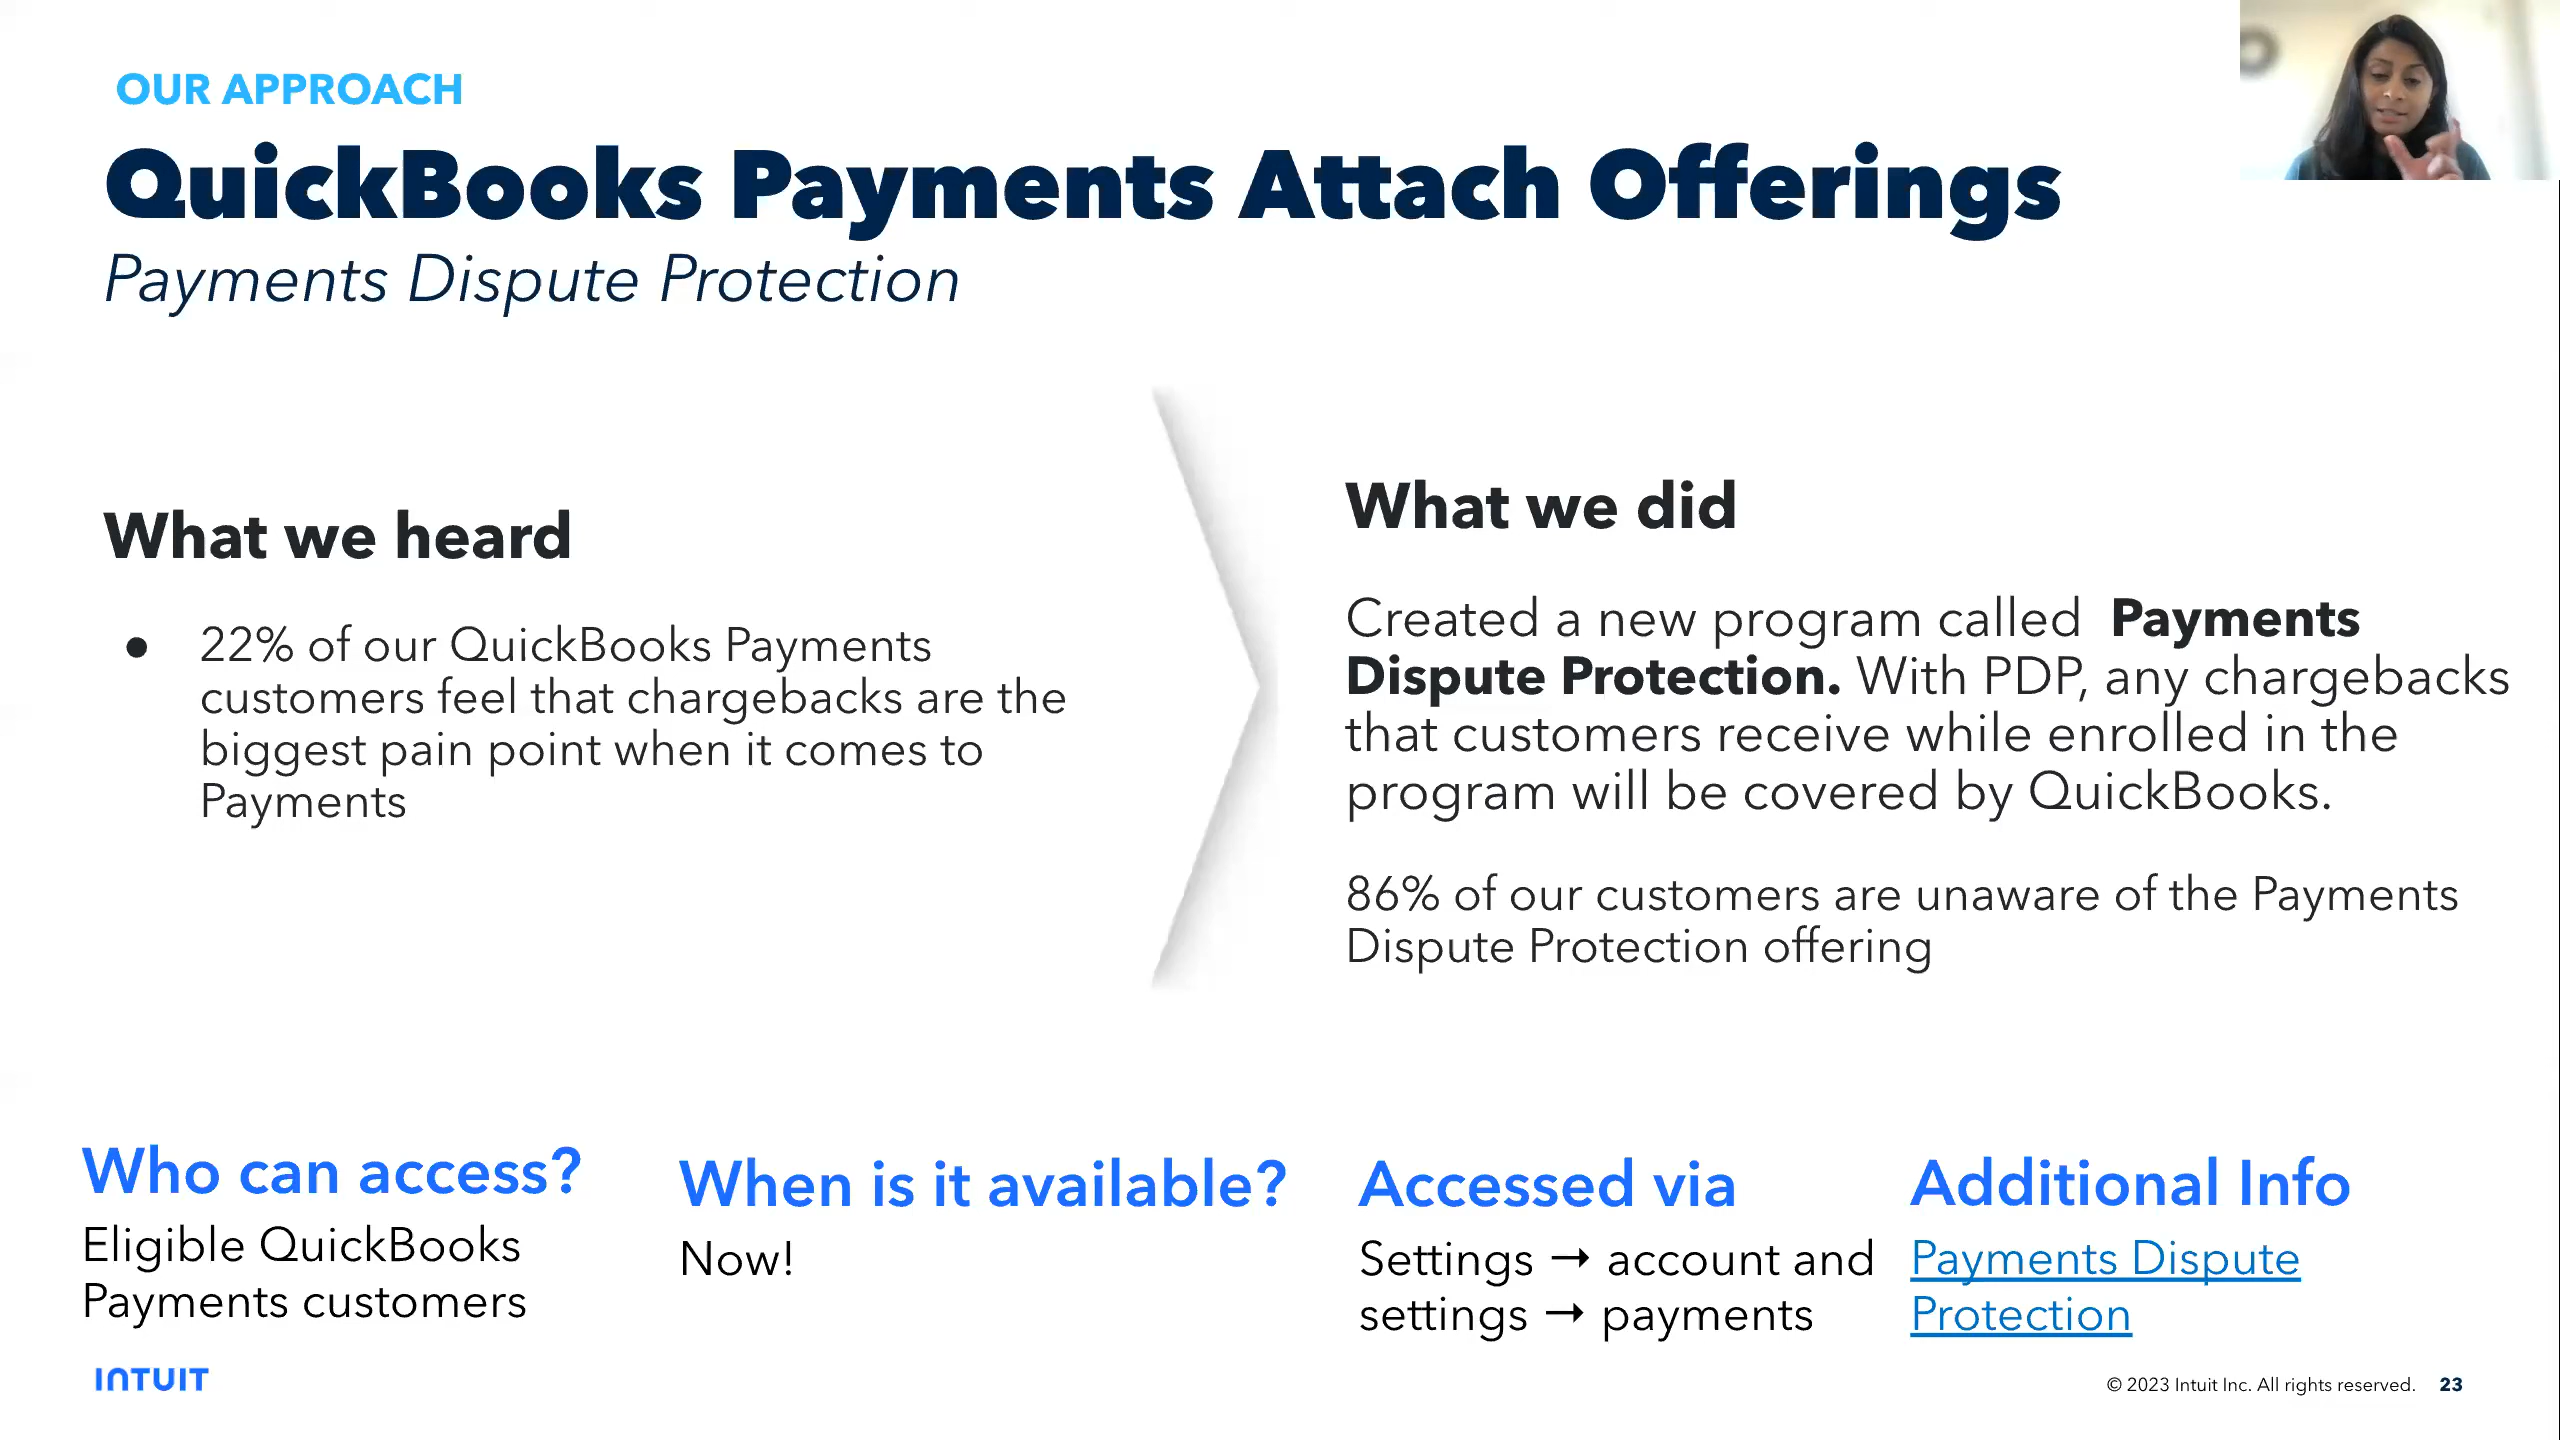 OUR APPROACH
QuickBooks Payments Attach Offerings
Payments Dispute Protection
What we heard
● 22% of our QuickBooks Payments
customers feel that chargebacks are the
biggest pain point when it comes to
Payments
What we did
Created a new program called Payments
Dispute Protection. With PDP, any chargebacks
that customers receive while enrolled in the
program will be covered by QuickBooks.
86% of our customers are unaware of the Payments
Dispute Protection offering
Who can access?
Eligible QuickBooks
Payments customers
When is it available?
Now!
Accessed via
Settings → account and
settings → payments
Additional Info
Payments Dispute
Protection
INTUIT
© 2023 Intuit Inc. All rights reserved. 23